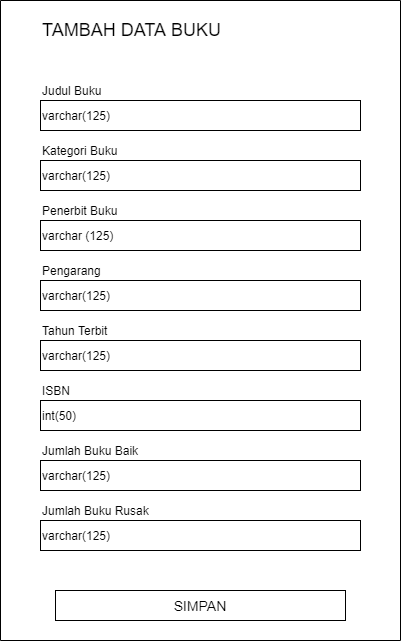 TAMBAH DATA BUKU
Judul Buku
varchar(125)
Kategori Buku
varchar(125)
Penerbit Buku
varchar (125)
Pengarang
varchar(125)
Tahun Terbit
varchar(125)
ISBN
int(50)
Jumlah Buku Baik
varchar(125)
Jumlah Buku Rusak
varchar(125)
SIMPAN